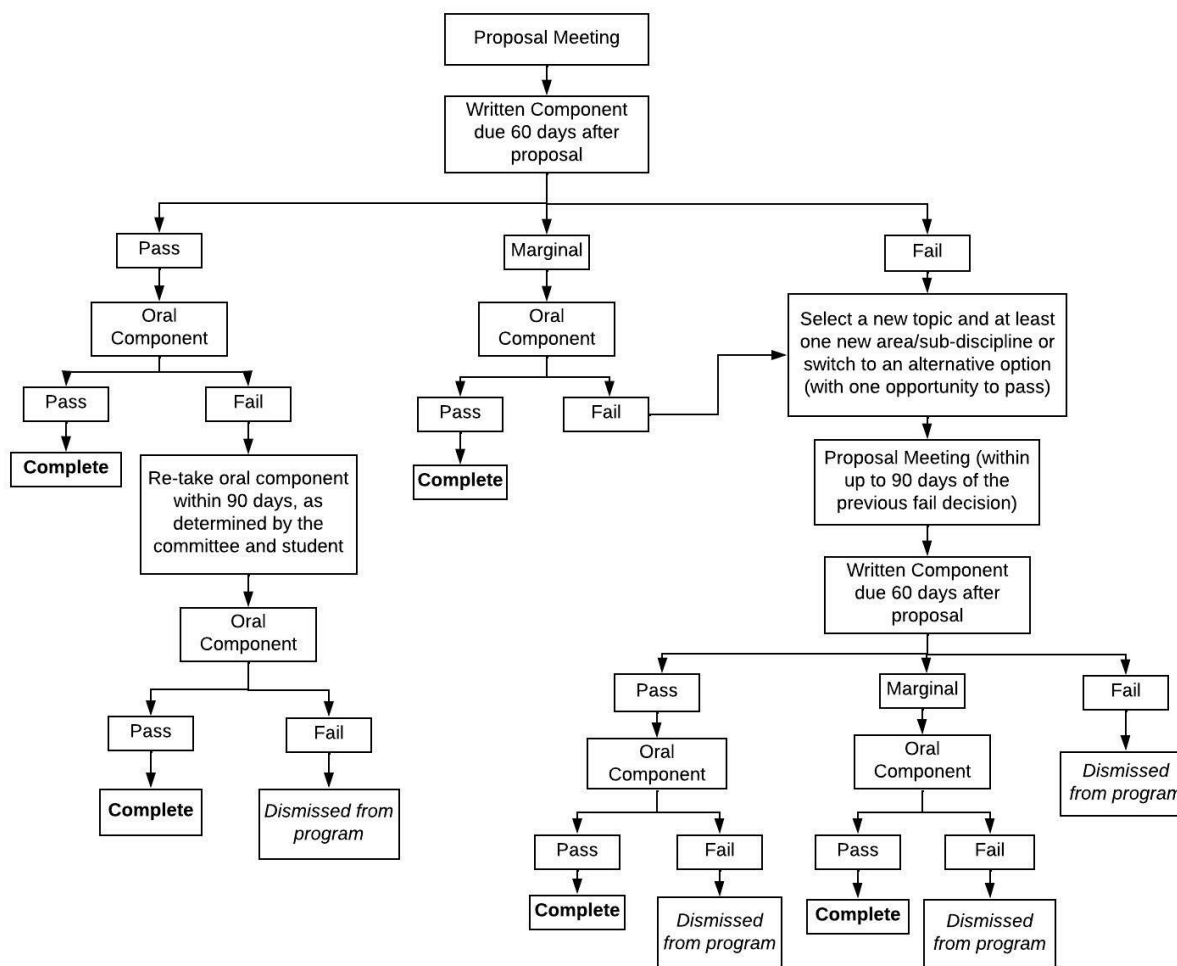 Proposal Meeting
Written Component
due 60 days after
proposal
Pass
Marginal
Fail
Oral
Component
Oral
Component
Select a new topic and at least
one new area/sub-discipline or
switch to an alternative option
(with one opportunity to pass)
Pass
Fail
Pass
Fail
Complete
Complete
Re-take oral component
within 90 days, as
determined by the
committee and student
Proposal Meeting (within
up to 90 days of the
previous fail decision)
Written Component
due 60 days after
proposal
Oral
Component
Pass
Fail
Complete
Dismissed from
program
Pass
Marginal
Fail
Oral
Component
Oral
Component
Dismissed
from program
Pass
Fail
Pass
Fail
Complete
Dismissed
from program
Complete
Dismissed
from program